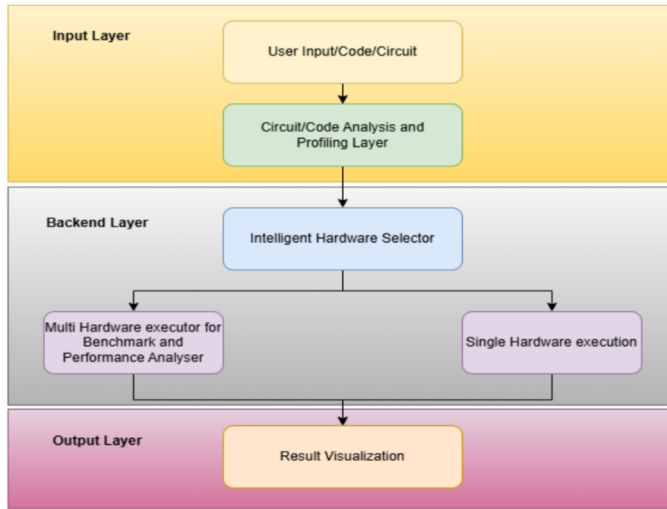 Input Layer
User Input/Code/Circuit
Circuit/Code Analysis and
Profiling Layer
Backend Layer
Intelligent Hardware Selector
Multi Hardware executor for
Benchmark and
Performance Analyser
Single Hardware execution
Output Layer
Result Visualization